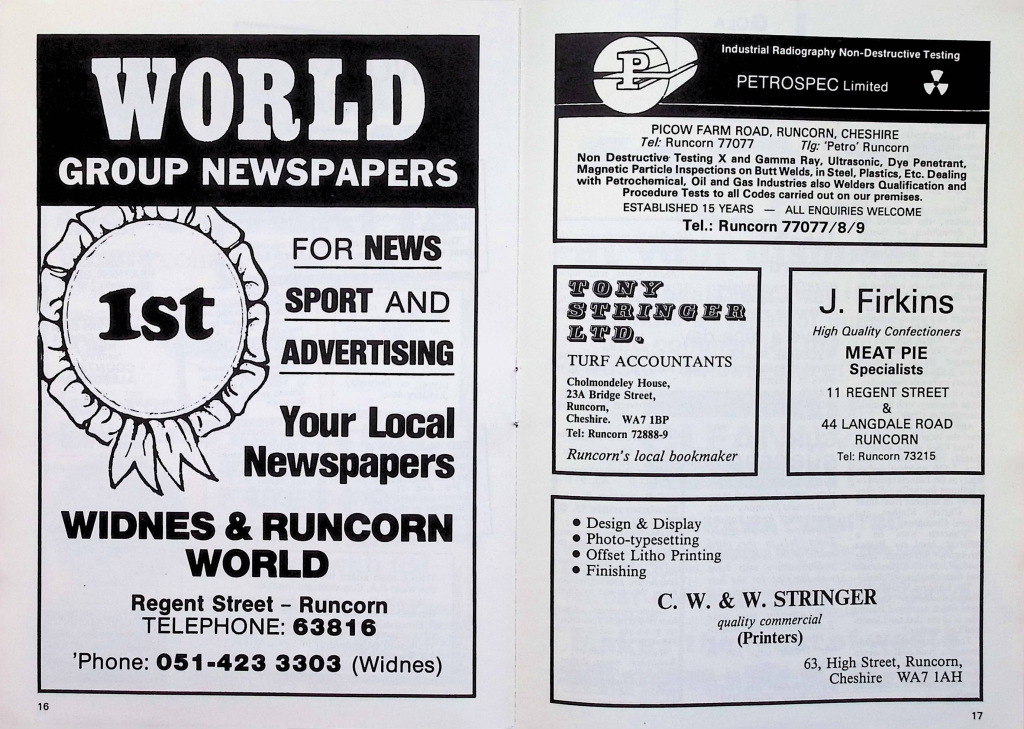 WORLD
GROUP NEWSPAPERS
1st
FOR NEWS
SPORT AND
ADVERTISING
Your Local
Newspapers
WIDNES & RUNCORN
WORLD
Regent Street – Runcorn
TELEPHONE: 63816
'Phone: 051-423 3303 (Widnes)
16
P
Industrial Radiography Non-Destructive Testing
PETROSPEC Limited
PICOW FARM ROAD, RUNCORN, CHESHIRE
Tel: Runcorn 77077 Tlg: 'Petro' Runcorn
Non Destructive Testing X and Gamma Ray, Ultrasonic, Dye Penetrant,
Magnetic Particle Inspections on Butt Welds, in Steel, Plastics, Etc. Dealing
with Petrochemical, Oil and Gas Industries also Welders Qualification and
Procedure Tests to all Codes carried out on our premises.
ESTABLISHED 15 YEARS — ALL ENQUIRIES WELCOME
Tel.: Runcorn 77077/8/9
TONY
STRINGER
LTD.
TURF ACCOUNTANTS
Cholmondeley House,
23A Bridge Street,
Runcorn,
Cheshire. WA7 1BP
Tel: Runcorn 72888-9
Runcorn's local bookmaker
J. Firkins
High Quality Confectioners
MEAT PIE
Specialists
11 REGENT STREET
&
44 LANGDALE ROAD
RUNCORN
Tel: Runcorn 73215
• Design & Display
• Photo-typesetting
• Offset Litho Printing
• Finishing
C. W. & W. STRINGER
quality commercial
(Printers)
63, High Street, Runcorn,
Cheshire WA7 1AH
17